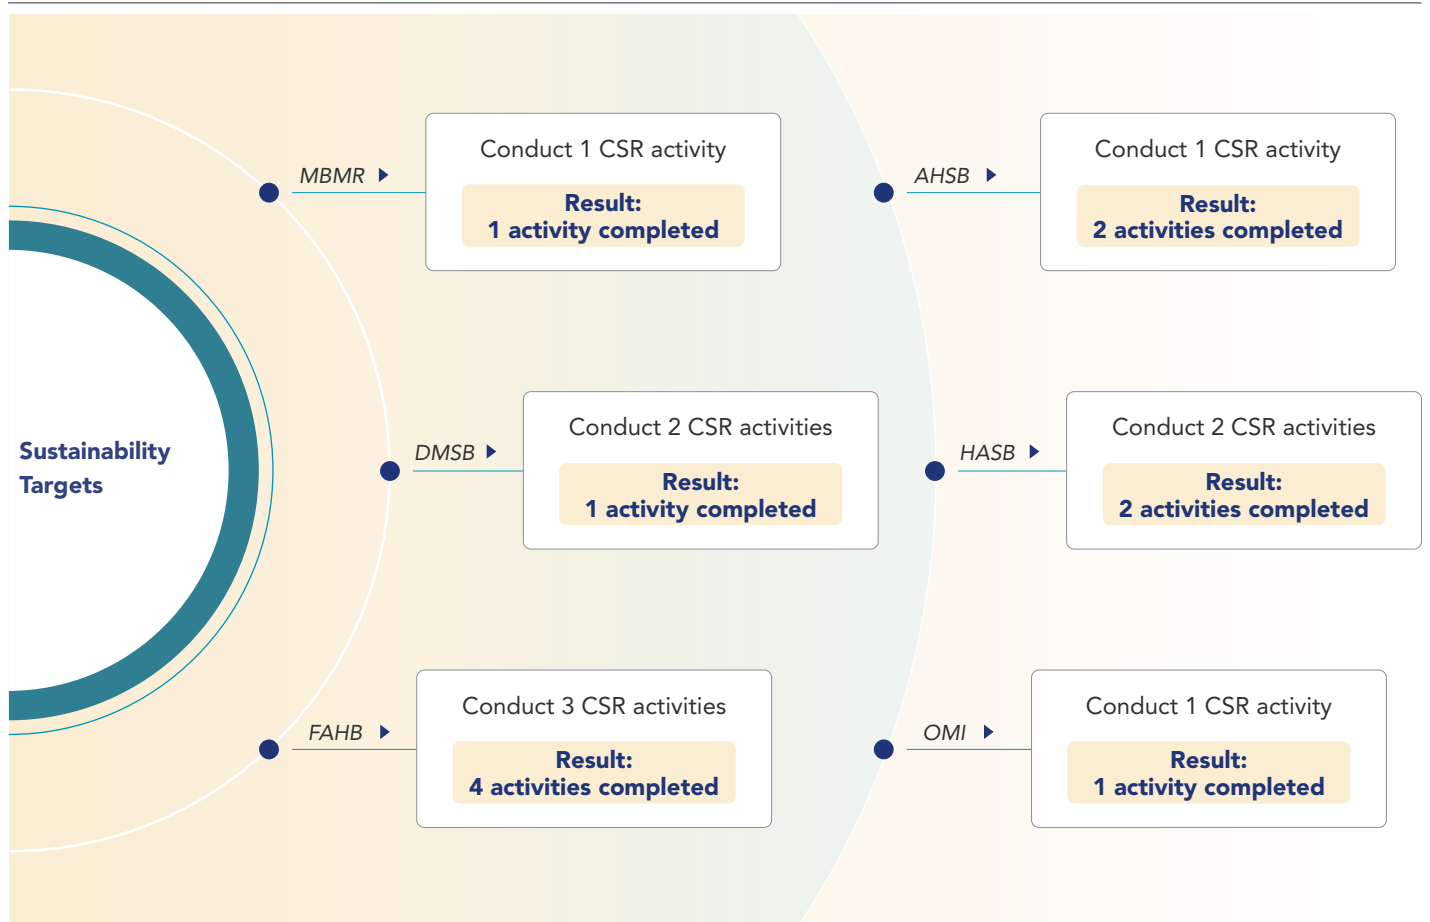 Sustainability
Targets
MBMR
Conduct 1 CSR activity
Result:
1 activity completed
DMSB
Conduct 2 CSR activities
Result:
1 activity completed
FAHB
Conduct 3 CSR activities
Result:
4 activities completed
AHSB
Conduct 1 CSR activity
Result:
2 activities completed
HASB
Conduct 2 CSR activities
Result:
2 activities completed
OMI
Conduct 1 CSR activity
Result:
1 activity completed